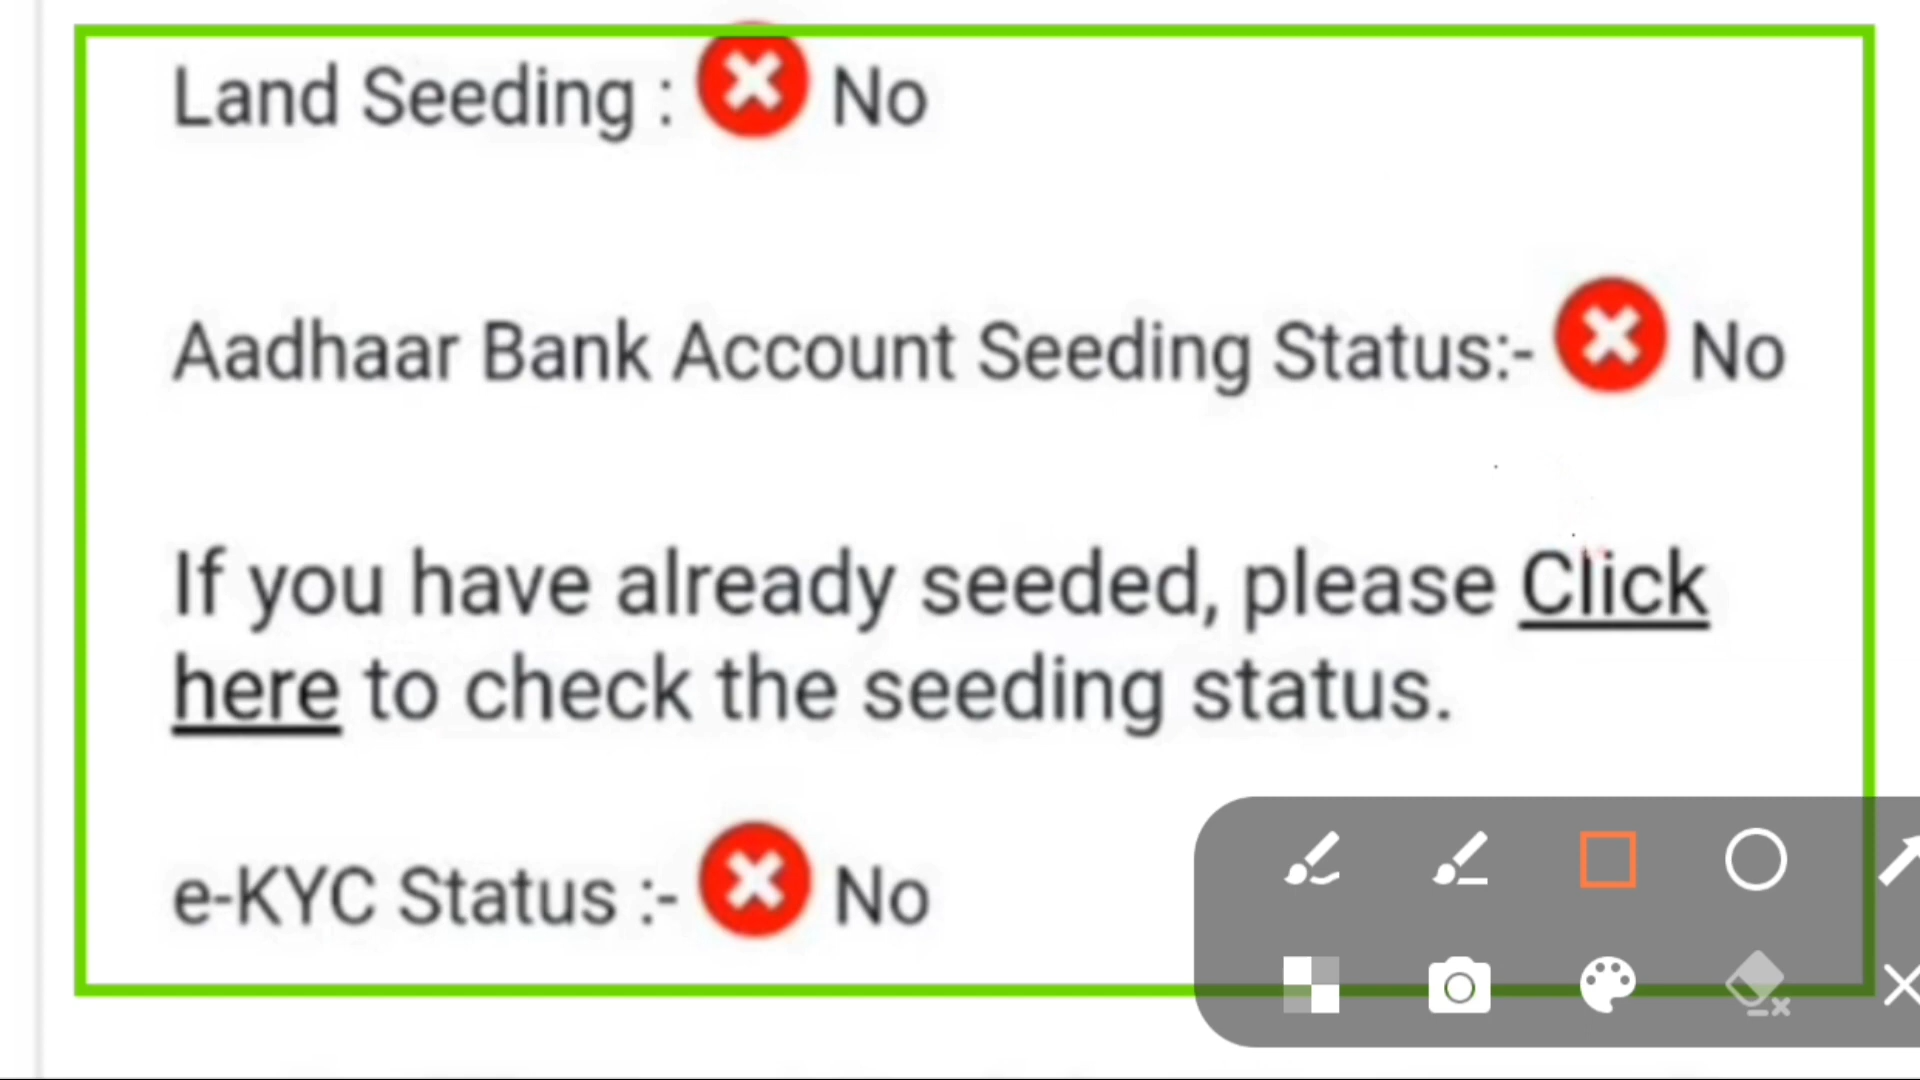 Land Seeding : No
Aadhaar Bank Account Seeding Status:- No
If you have already seeded, please Click
here to check the seeding status.
e-KYC Status :- No